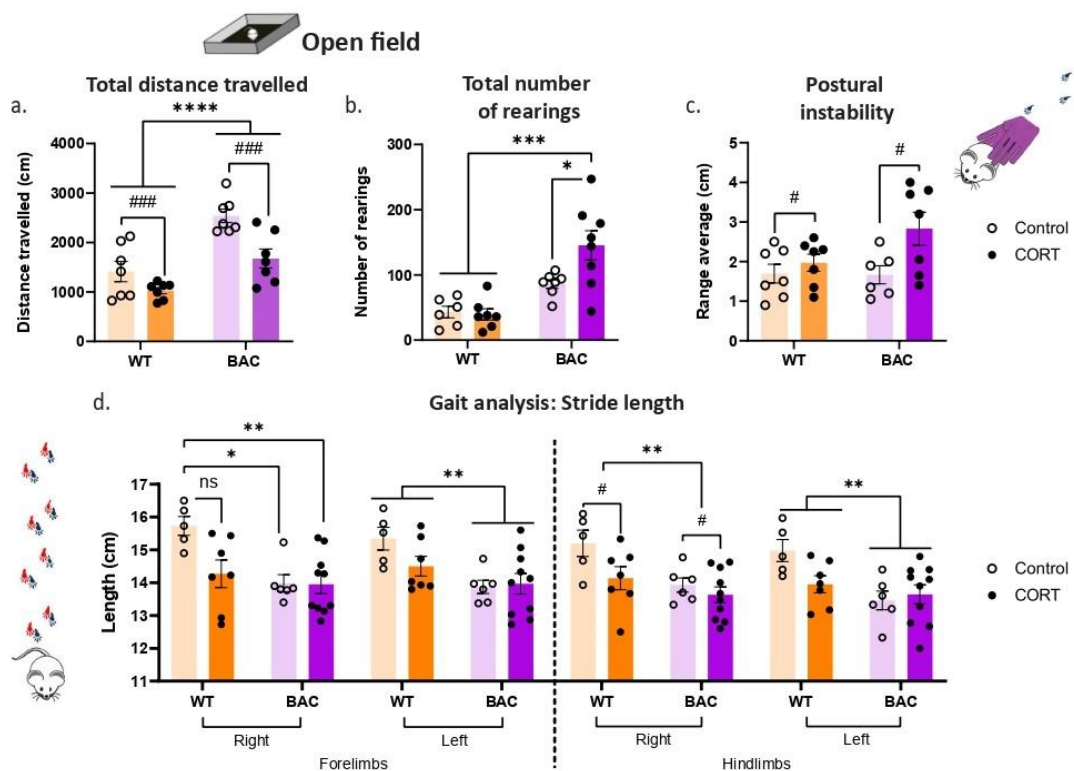 Open field
a.
Total distance travelled
****
###
###
Distance travelled (cm)
4000
3000
2000
1000
0
WT
BAC
b.
Total number
of rearings
***
*
Number of rearings
300
200
100
0
WT
BAC
c.
Postural
instability
#
#
Range average (cm)
5
4
3
2
1
0
WT
BAC
Control
CORT
d.
Gait analysis: Stride length
**
*
ns
**
**
#
#
**
Length (cm)
17
16
15
14
13
12
11
WT
BAC
WT
BAC
WT
BAC
WT
BAC
Right
Left
Right
Left
Forelimbs
Hindlimbs
Control
CORT